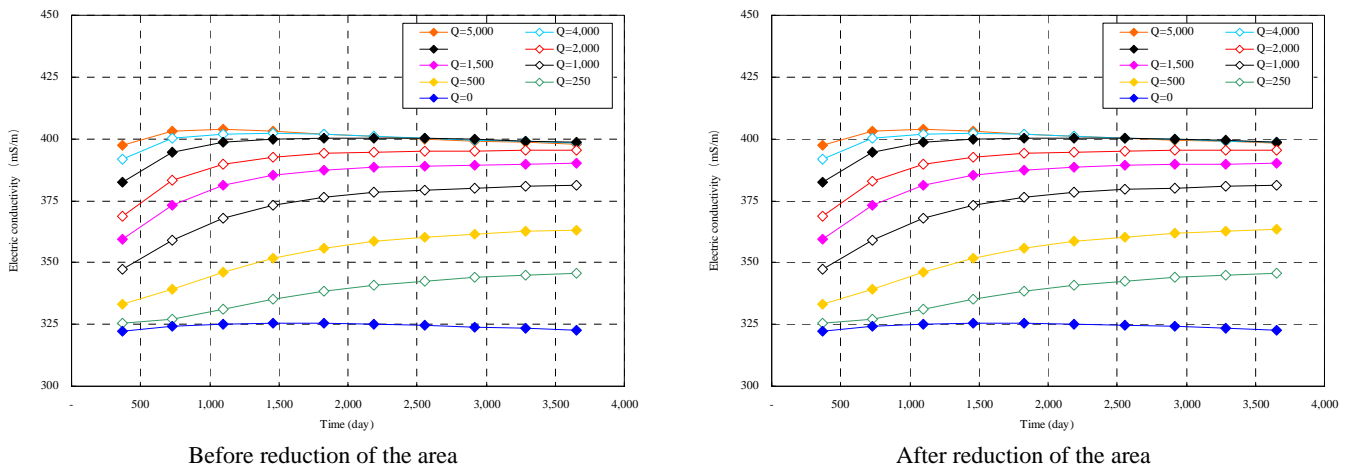 450
425
400
375
350
325
300
Electric conductivity (mS/m)
Q=5,000 Q=4,000
Q=2,000
Q=1,500 Q=1,000
Q=500 Q=250
Q=0
- 500 1,000 1,500 2,000 2,500 3,000 3,500 4,000
Time (day)
Before reduction of the area
450
425
400
375
350
325
300
Electric conductivity (mS/m)
Q=5,000 Q=4,000
Q=2,000
Q=1,500 Q=1,000
Q=500 Q=250
Q=0
- 500 1,000 1,500 2,000 2,500 3,000 3,500 4,000
Time (day)
After reduction of the area